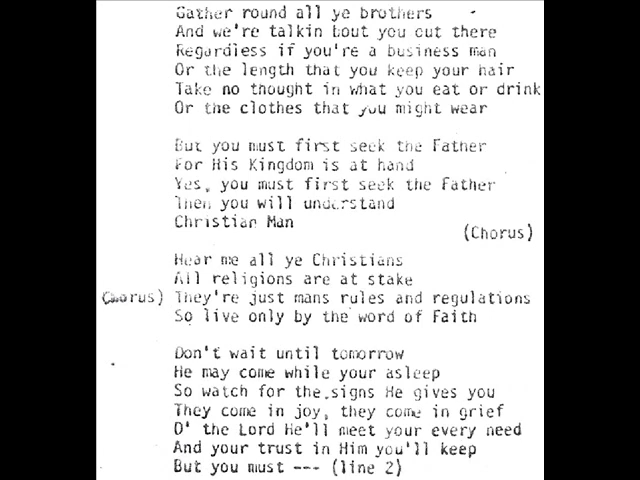 Gather round all ye brothers
And we're talkin bout you out there
Regardless if you're a business man
Or the length that you keep your hair
Take no thought in what you eat or drink
Or the clothes that you might wear
But you must first seek the Father
For His Kingdom is at hand
Yes, you must first seek the Father
Then you will understand
Christian Man
(Chorus)
Hear me all ye Christians
All religions are at stake
(Chorus) They're just mans rules and regulations
So live only by the word of Faith
Don't wait until tomorrow
He may come while your asleep
So watch for the signs He gives you
They come in joy, they come in grief
O' the Lord He'll meet your every need
And your trust in Him you'll keep
But you must --- (line 2)